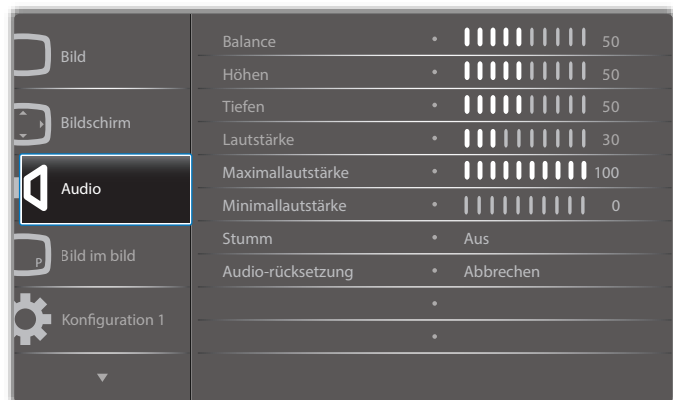 Bild
Bildschirm
Audio
P
Bild im bild
Konfiguration 1
Balance • 50
Höhen • 50
Tiefen • 50
Lautstärke • 30
Maximallautstärke • 100
Minimallautstärke • 0
Stumm • Aus
Audio-rücksetzung • Abbrechen
•
•